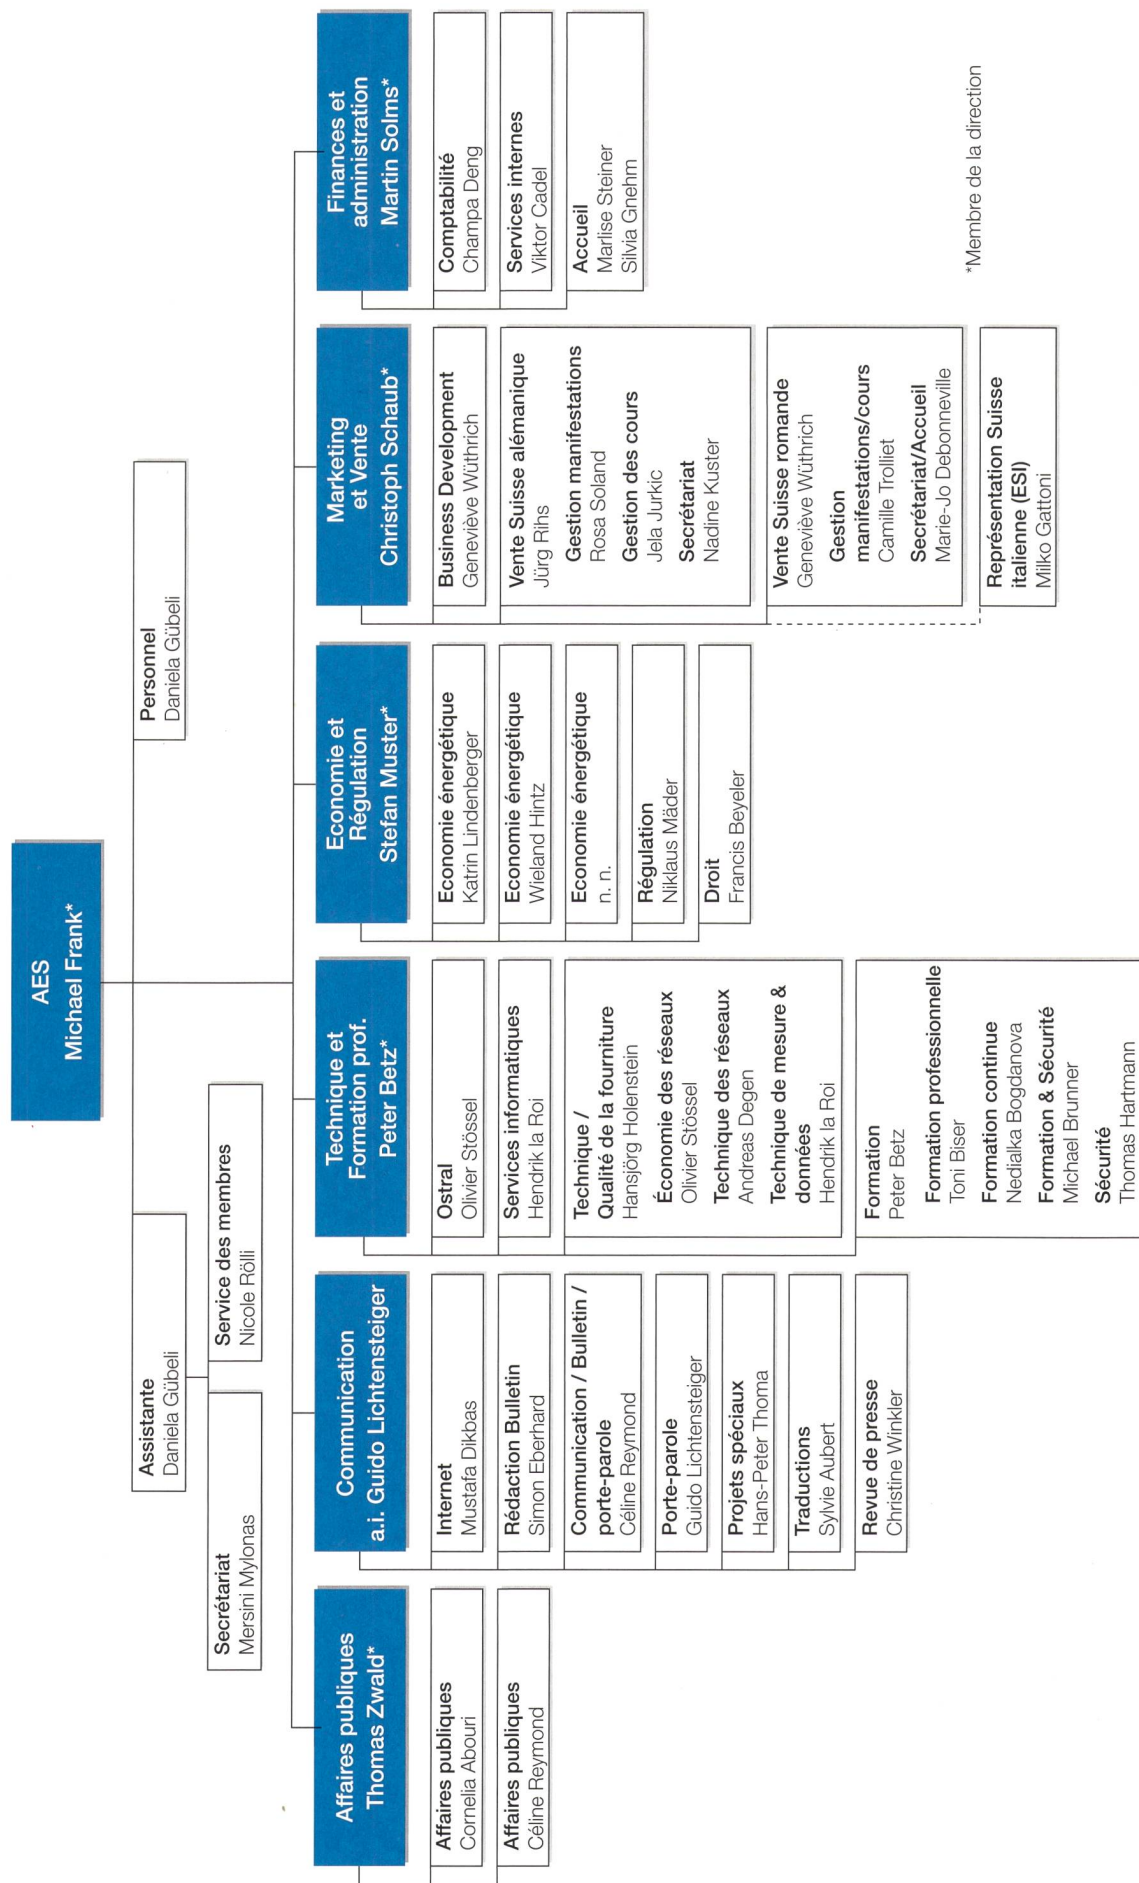 AES
Michael Frank*
Assistante
Daniela Gübeli
Personnel
Daniela Gübeli
Secrétariat
Mersini Mylonas
Service des membres
Nicole Rölli
Affaires publiques
Thomas Zwald*
Affaires publiques
Cornelia Abouri
Affaires publiques
Céline Reymond
Communication
a.i. Guido Lichtensteiger
Internet
Mustafa Dikbas
Rédaction Bulletin
Simon Eberhard
Communication / Bulletin /
porte-parole
Céline Reymond
Porte-parole
Guido Lichtensteiger
Projets spéciaux
Hans-Peter Thoma
Traductions
Sylvie Aubert
Revue de presse
Christine Winkler
Technique et
Formation prof.
Peter Betz*
Ostral
Olivier Stössel
Services informatiques
Hendrik la Roi
Technique /
Qualité de la fourniture
Hansjörg Holenstein
Économie des réseaux
Olivier Stössel
Technique des réseaux
Andreas Degen
Technique de mesure &
données
Hendrik la Roi
Formation
Peter Betz
Formation professionnelle
Toni Biser
Formation continue
Nedialka Bogdanova
Formation & Sécurité
Michael Brunner
Sécurité
Thomas Hartmann
Economie et
Régulation
Stefan Muster*
Economie énergétique
Katrin Lindenberger
Economie énergétique
Wieland Hintz
Economie énergétique
n. n.
Régulation
Niklaus Mäder
Droit
Francis Beyeler
Marketing
et Vente
Christoph Schaub*
Business Development
Geneviève Wüthrich
Vente Suisse alémanique
Jürg Rihs
Gestion manifestations
Rosa Soland
Gestion des cours
Jela Jurkic
Secrétariat
Nadine Kuster
Vente Suisse romande
Geneviève Wüthrich
Gestion
manifestations/cours
Camille Trolliet
Secrétariat/Accueil
Marie-Jo Debonneville
Représentation Suisse
italienne (ESI)
Milko Gattoni
Finances et
administration
Martin Solms*
Comptabilité
Champa Deng
Services internes
Viktor Cadel
Accueil
Marlise Steiner
Silvia Gnehm
*Membre de la direction